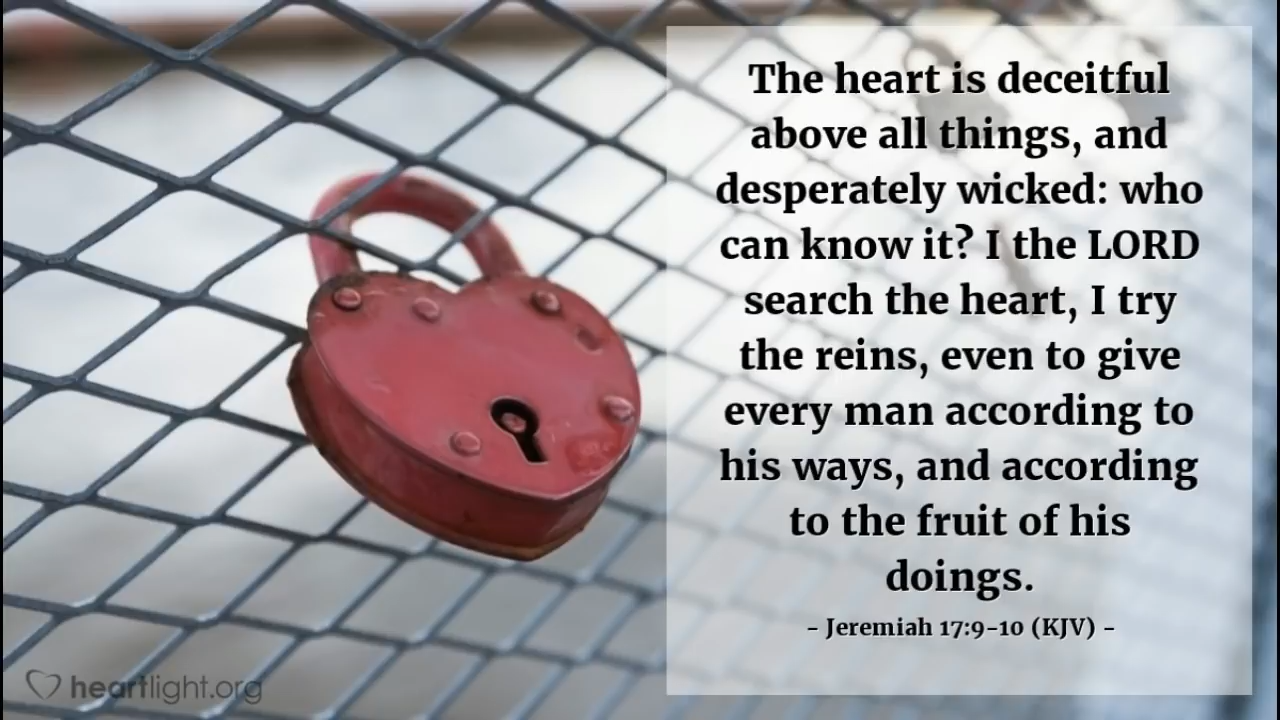 The heart is deceitful
above all things, and
desperately wicked: who
can know it? I the LORD
search the heart, I try
the reins, even to give
every man according to
his ways, and according
to the fruit of his
doings.
- Jeremiah 17:9-10 (KJV) -
heartlight.org